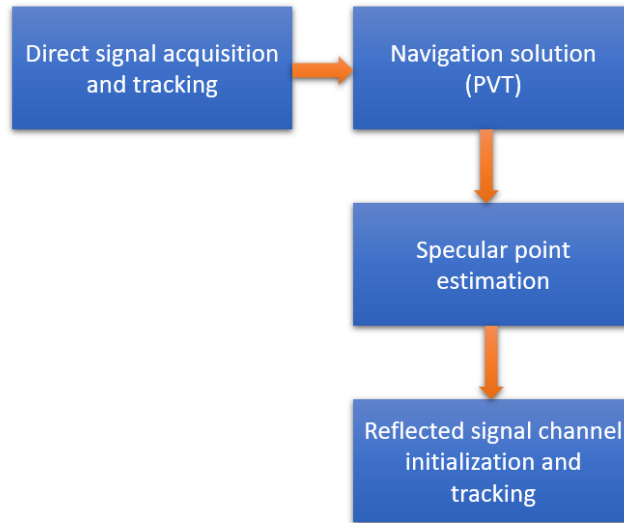 Direct signal acquisition
and tracking
Navigation solution
(PVT)
Specular point
estimation
Reflected signal channel
initialization and
tracking